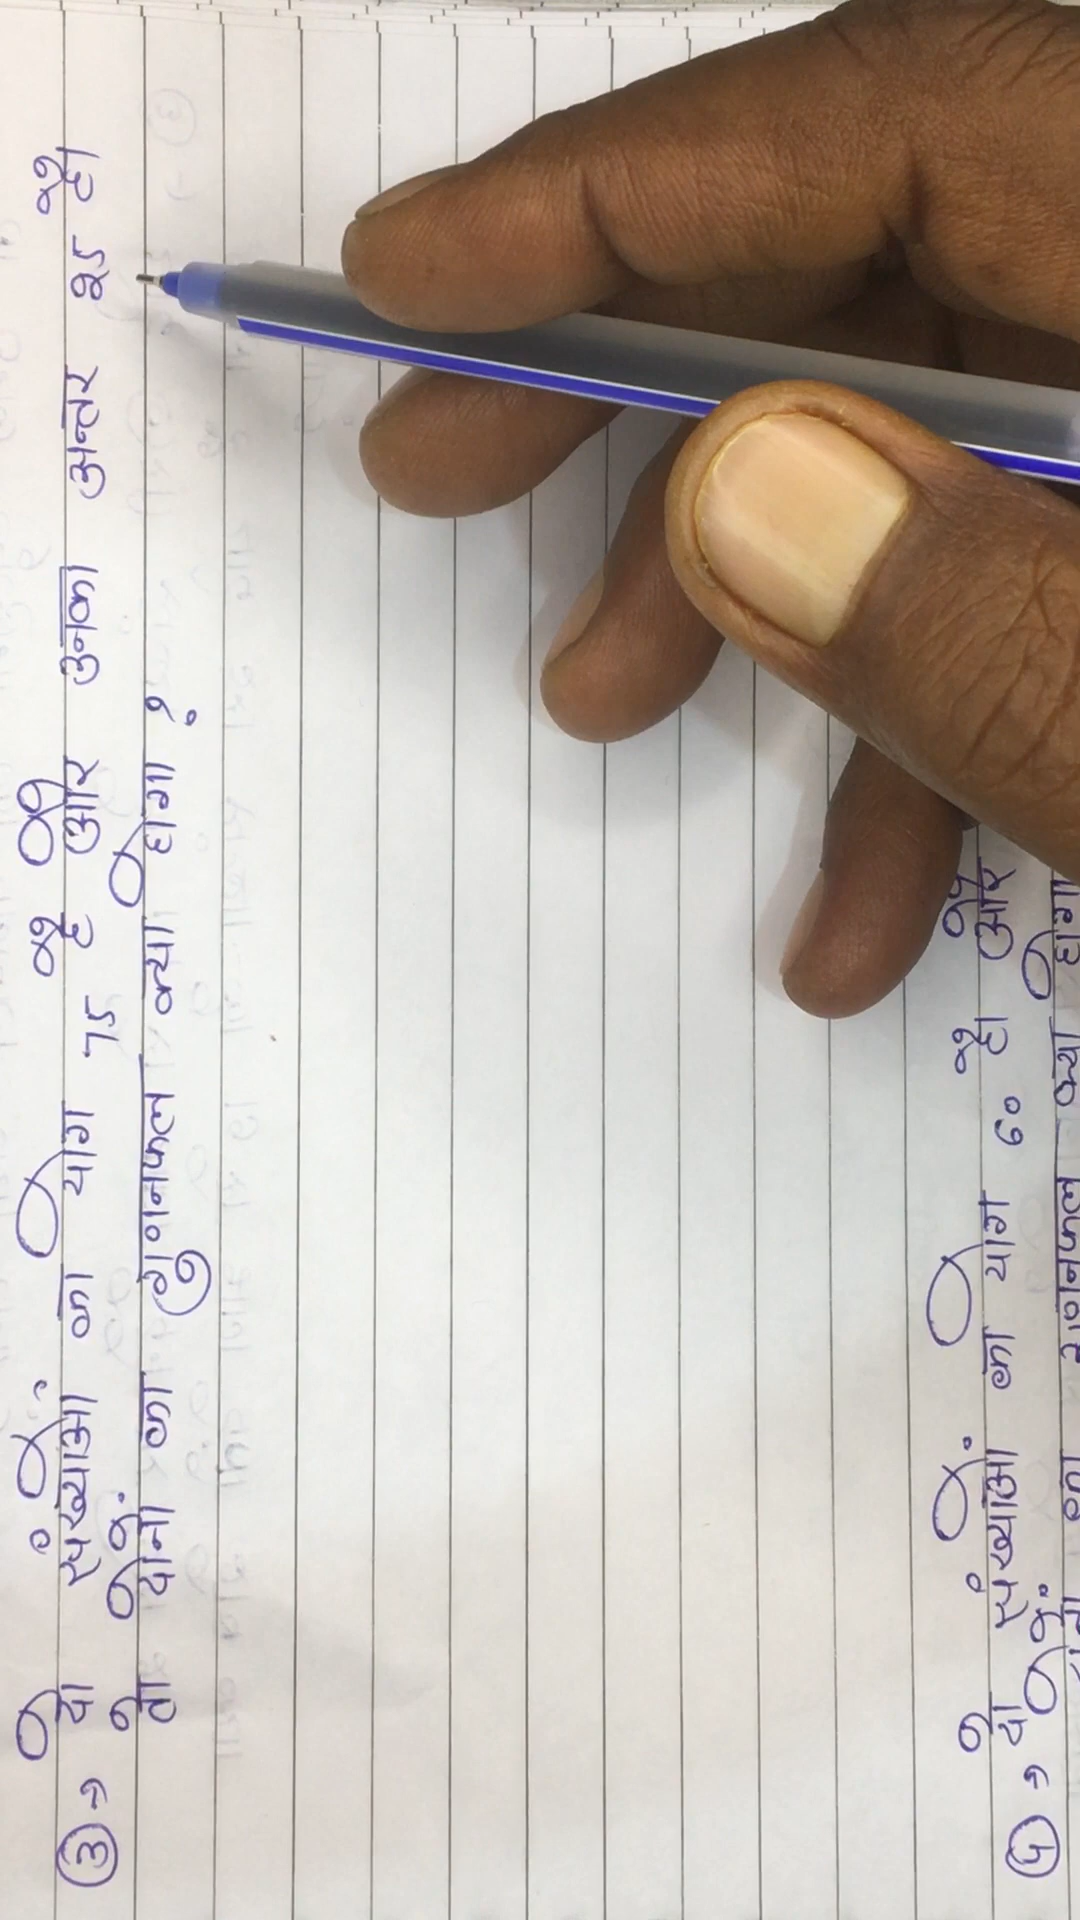 ③→ दो संख्याओं का योग 75 है और उनका अन्तर 25 है।
तो दोनों का गुणनफल क्या होगा ?
④→ दो संख्याओं का योग 60 है। और
का गुणनफल क्या होगा